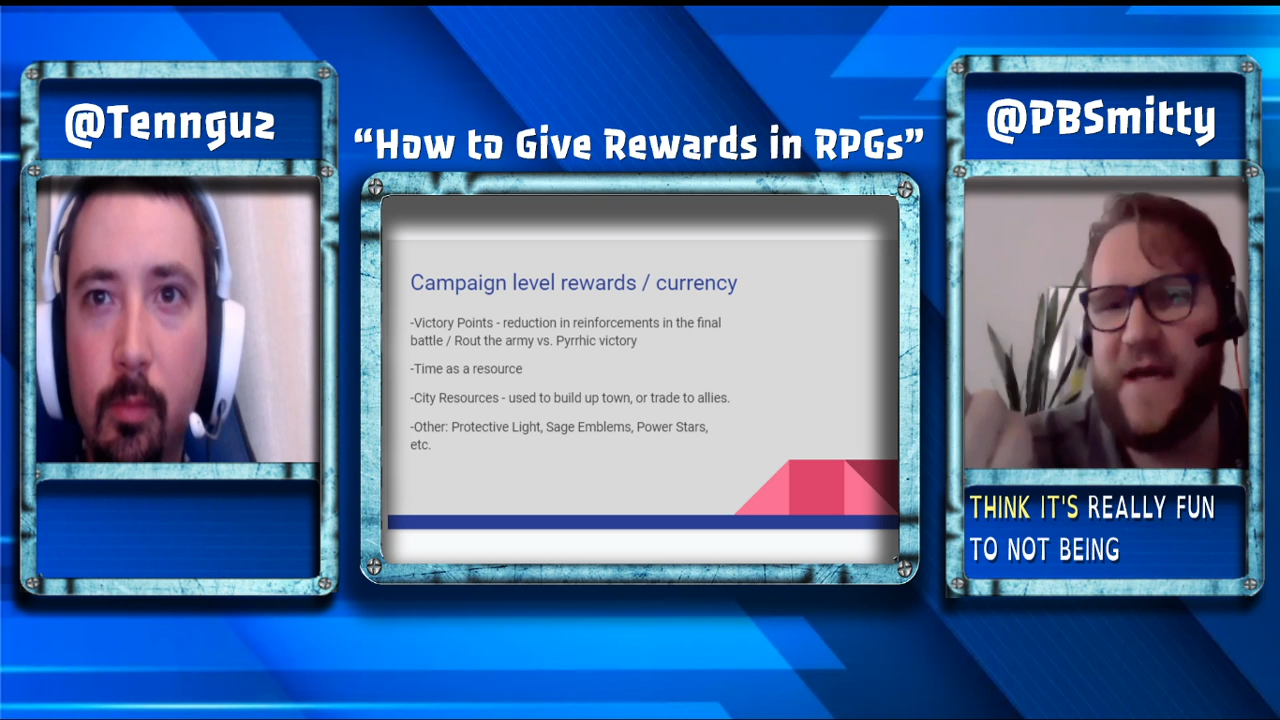 @Tennguz
“How to Give Rewards in RPGs”
@PBSmitty
Campaign level rewards / currency
-Victory Points - reduction in reinforcements in the final
battle / Rout the army vs. Pyrrhic victory
-Time as a resource
-City Resources - used to build up town, or trade to allies.
-Other: Protective Light, Sage Emblems, Power Stars,
etc.
THINK IT'S REALLY FUN
TO NOT BEING